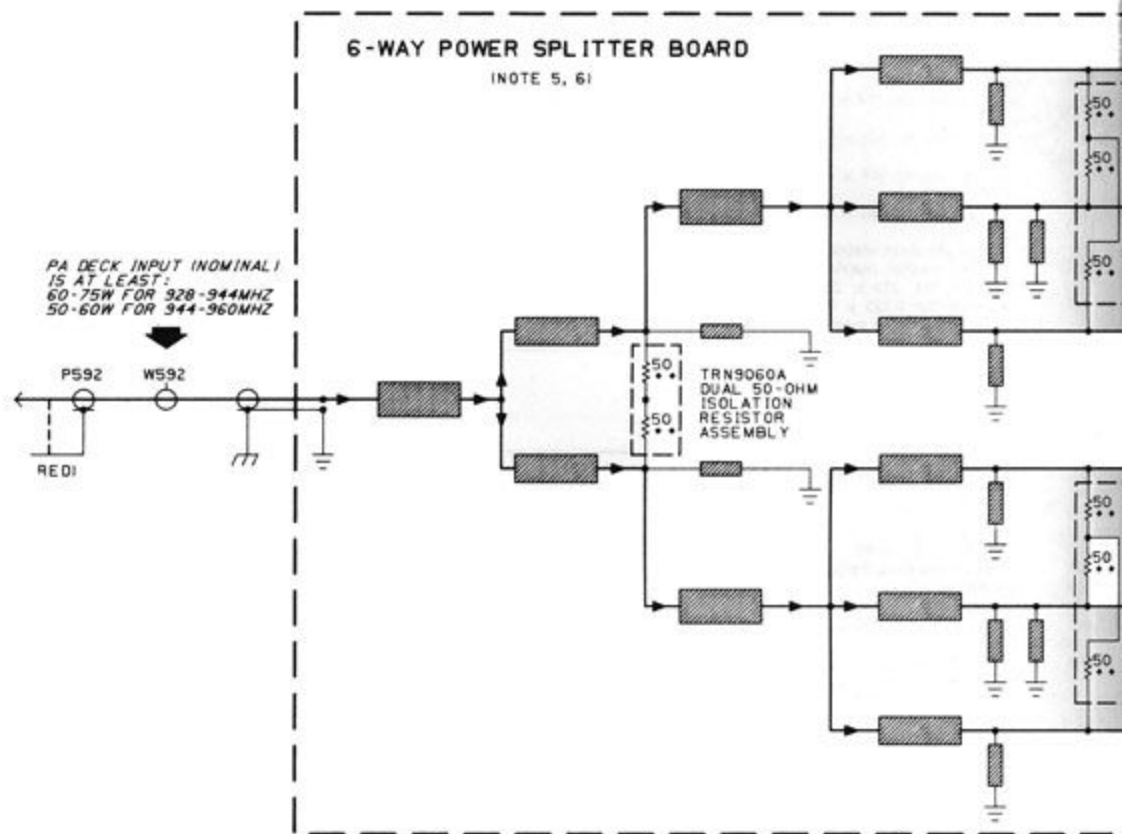 6-WAY POWER SPLITTER BOARD
(NOTE 5, 6)
PA DECK INPUT (NOMINAL)
IS AT LEAST:
60-75W FOR 928-944MHZ
50-60W FOR 944-960MHZ
P592
W592
RED)
50
**
50
**
TRN9060A
DUAL 50-OHM
ISOLATION
RESISTOR
ASSEMBLY
50
**
50
**
50
**
50
**
50
**
50
**